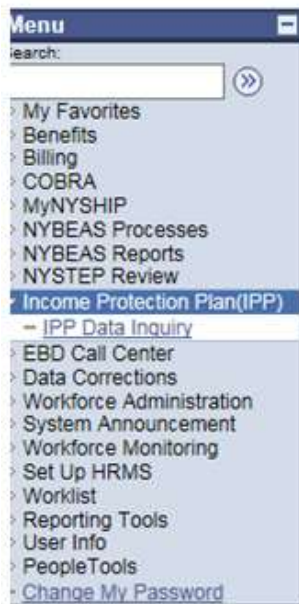 Menu
Search:
My Favorites
Benefits
Billing
COBRA
MyNYSHIP
NYBEAS Processes
NYBEAS Reports
NYSTEP Review
Income Protection Plan(IPP)
IPP Data Inquiry
EBD Call Center
Data Corrections
Workforce Administration
System Announcement
Workforce Monitoring
Set Up HRMS
Worklist
Reporting Tools
User Info
PeopleTools
Change My Password